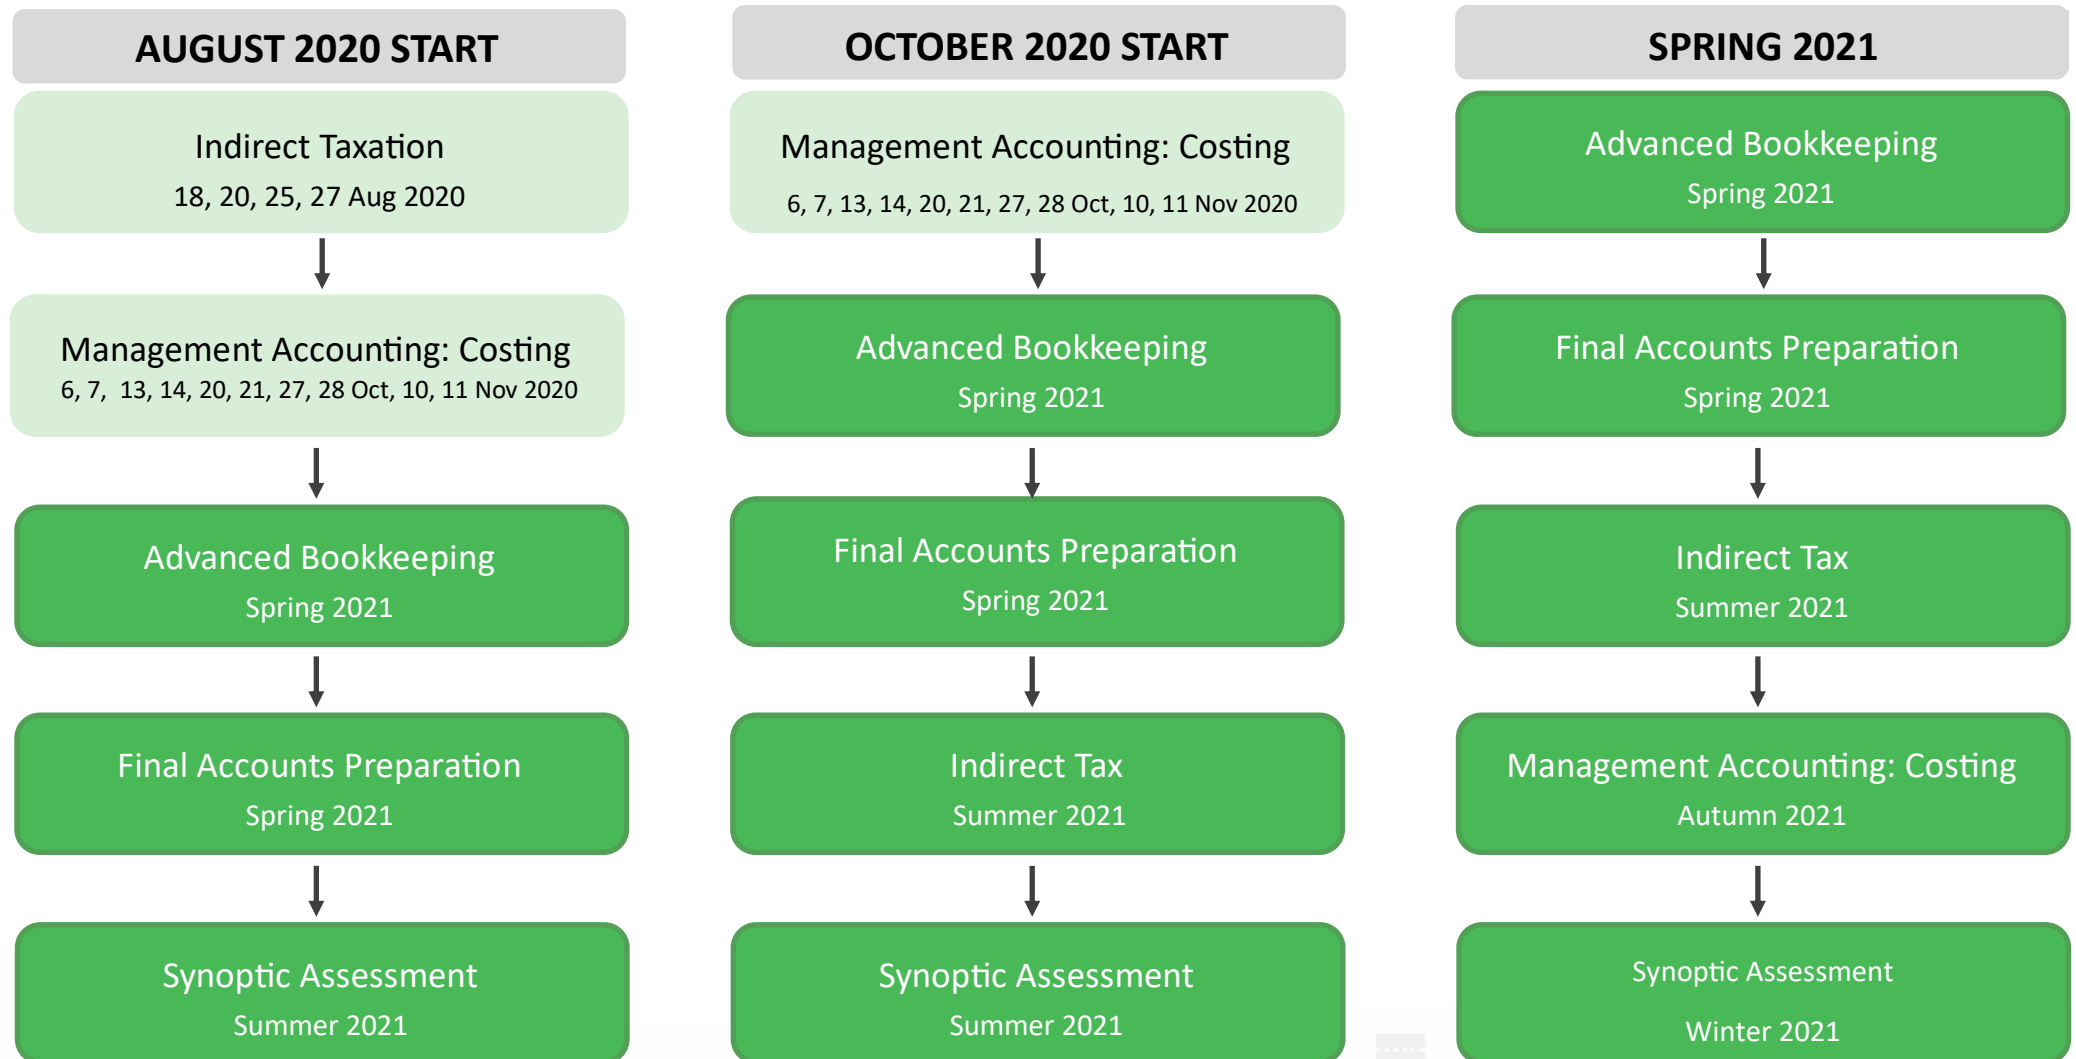 AUGUST 2020 START
Indirect Taxation
18, 20, 25, 27 Aug 2020
Management Accounting: Costing
6, 7, 13, 14, 20, 21, 27, 28 Oct, 10, 11 Nov 2020
Advanced Bookkeeping
Spring 2021
Final Accounts Preparation
Spring 2021
Synoptic Assessment
Summer 2021
OCTOBER 2020 START
Management Accounting: Costing
6, 7, 13, 14, 20, 21, 27, 28 Oct, 10, 11 Nov 2020
Advanced Bookkeeping
Spring 2021
Final Accounts Preparation
Spring 2021
Indirect Tax
Summer 2021
Synoptic Assessment
Summer 2021
SPRING 2021
Advanced Bookkeeping
Spring 2021
Final Accounts Preparation
Spring 2021
Indirect Tax
Summer 2021
Management Accounting: Costing
Autumn 2021
Synoptic Assessment
Winter 2021